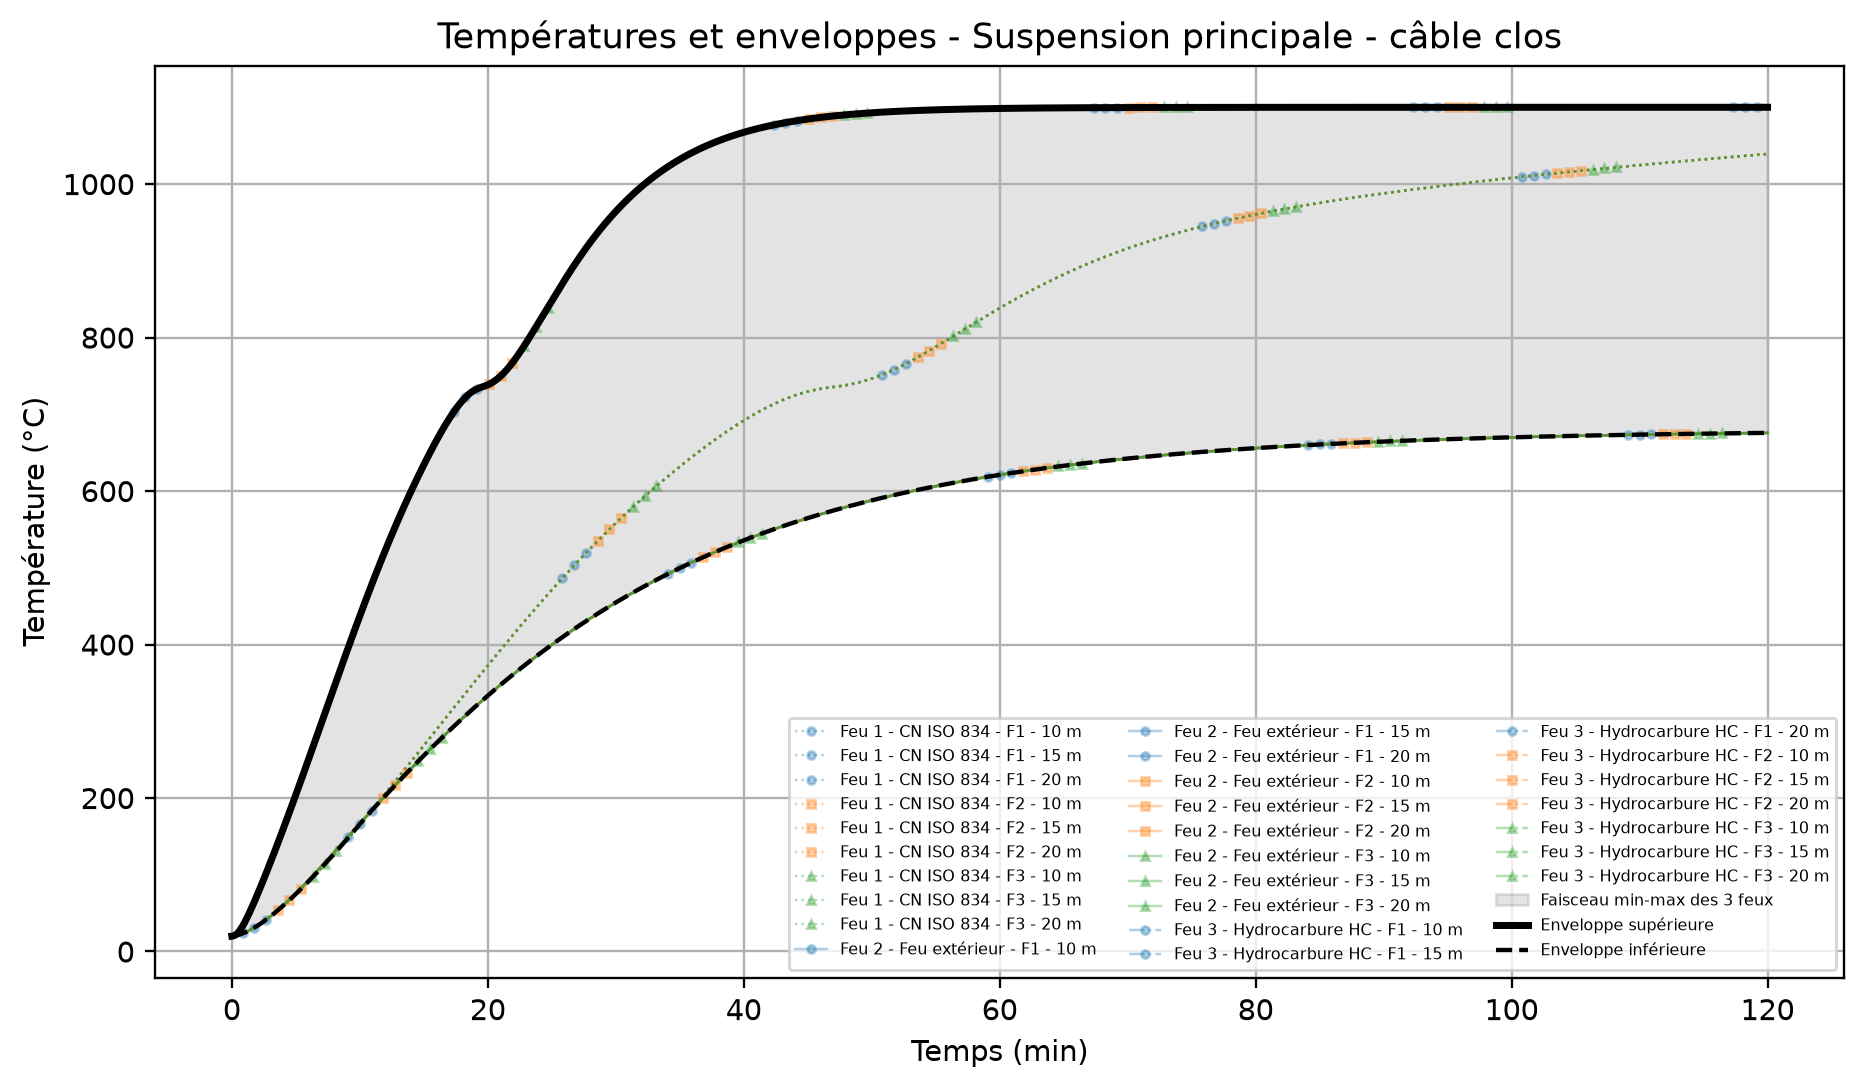 Températures et enveloppes - Suspension principale - câble clos
Température (°C)
1000
800
600
400
200
0
0 20 40 60 80 100 120
Temps (min)
Feu 1 - CN ISO 834 - F1 - 10 m
Feu 1 - CN ISO 834 - F1 - 15 m
Feu 1 - CN ISO 834 - F1 - 20 m
Feu 1 - CN ISO 834 - F2 - 10 m
Feu 1 - CN ISO 834 - F2 - 15 m
Feu 1 - CN ISO 834 - F2 - 20 m
Feu 1 - CN ISO 834 - F3 - 10 m
Feu 1 - CN ISO 834 - F3 - 15 m
Feu 1 - CN ISO 834 - F3 - 20 m
Feu 2 - Feu extérieur - F1 - 10 m
Feu 2 - Feu extérieur - F1 - 15 m
Feu 2 - Feu extérieur - F1 - 20 m
Feu 2 - Feu extérieur - F2 - 10 m
Feu 2 - Feu extérieur - F2 - 15 m
Feu 2 - Feu extérieur - F2 - 20 m
Feu 2 - Feu extérieur - F3 - 10 m
Feu 2 - Feu extérieur - F3 - 15 m
Feu 2 - Feu extérieur - F3 - 20 m
Feu 3 - Hydrocarbure HC - F1 - 10 m
Feu 3 - Hydrocarbure HC - F1 - 15 m
Feu 3 - Hydrocarbure HC - F1 - 20 m
Feu 3 - Hydrocarbure HC - F2 - 10 m
Feu 3 - Hydrocarbure HC - F2 - 15 m
Feu 3 - Hydrocarbure HC - F2 - 20 m
Feu 3 - Hydrocarbure HC - F3 - 10 m
Feu 3 - Hydrocarbure HC - F3 - 15 m
Feu 3 - Hydrocarbure HC - F3 - 20 m
Faisceau min-max des 3 feux
Enveloppe supérieure
Enveloppe inférieure